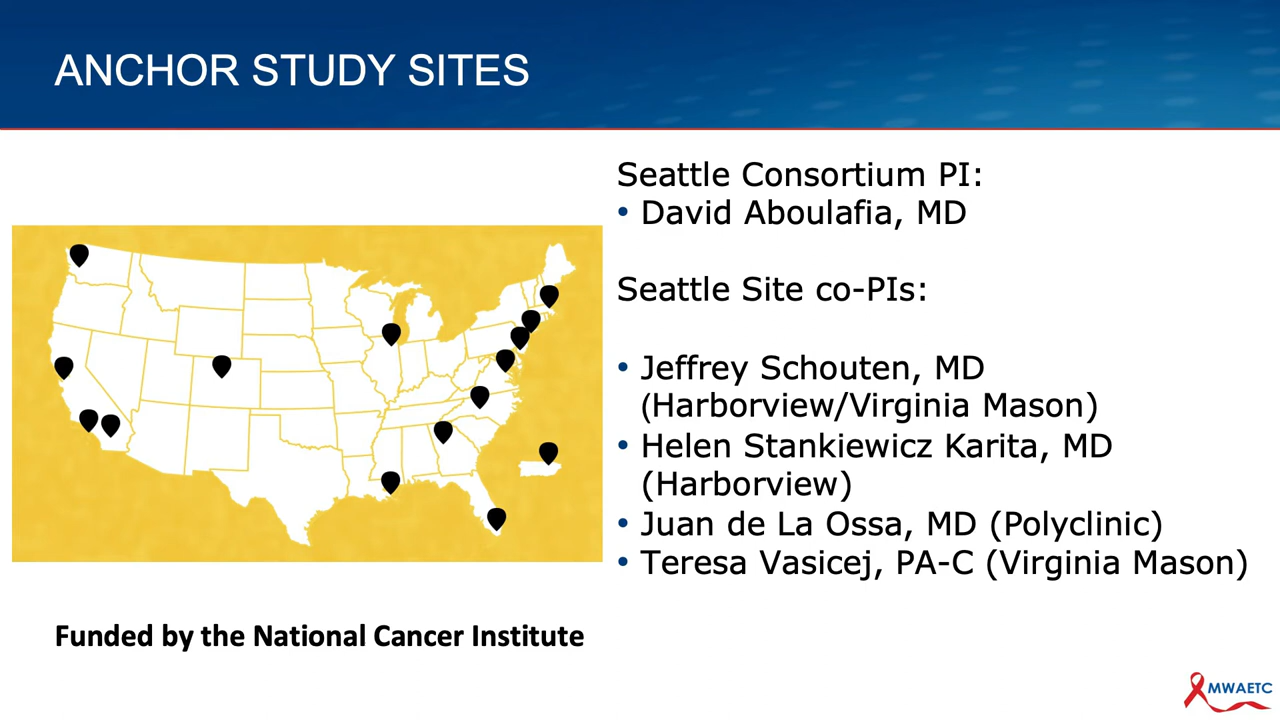 ANCHOR STUDY SITES
Seattle Consortium PI:
• David Aboulafia, MD
Seattle Site co-PIs:
• Jeffrey Schouten, MD
(Harborview/Virginia Mason)
• Helen Stankiewicz Karita, MD
(Harborview)
• Juan de La Ossa, MD (Polyclinic)
• Teresa Vasicej, PA-C (Virginia Mason)
Funded by the National Cancer Institute
MWAETC